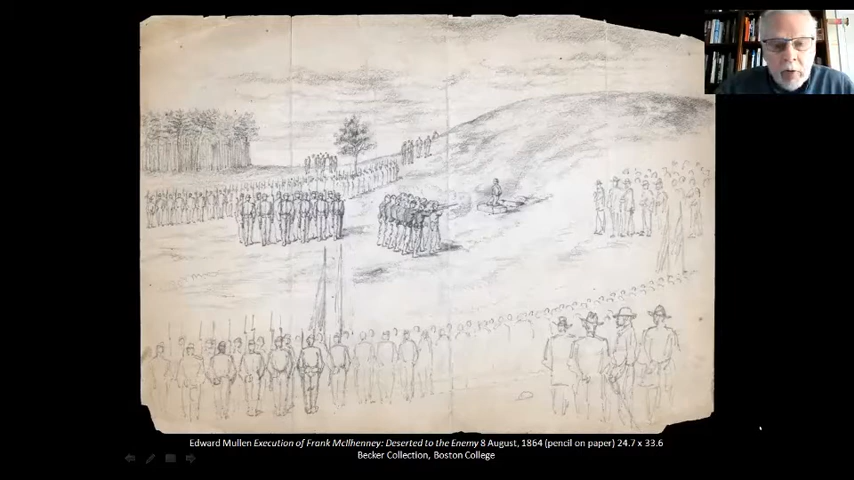 Edward Mullen Execution of Frank McIlhenney: Deserted to the Enemy 8 August, 1864 (pencil on paper) 24.7 x 33.6
Becker Collection, Boston College